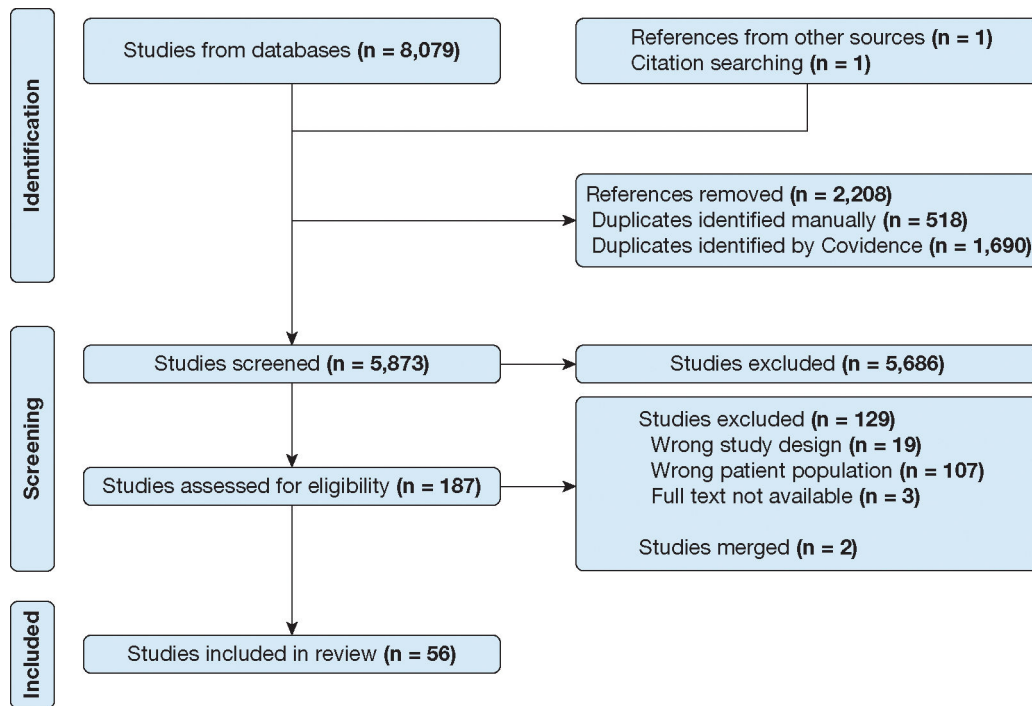 Identification
Studies from databases (n = 8,079)
References from other sources (n = 1)
Citation searching (n = 1)
References removed (n = 2,208)
Duplicates identified manually (n = 518)
Duplicates identified by Covidence (n = 1,690)
Screening
Studies screened (n = 5,873)
Studies excluded (n = 5,686)
Studies assessed for eligibility (n = 187)
Studies excluded (n = 129)
Wrong study design (n = 19)
Wrong patient population (n = 107)
Full text not available (n = 3)
Studies merged (n = 2)
Included
Studies included in review (n = 56)